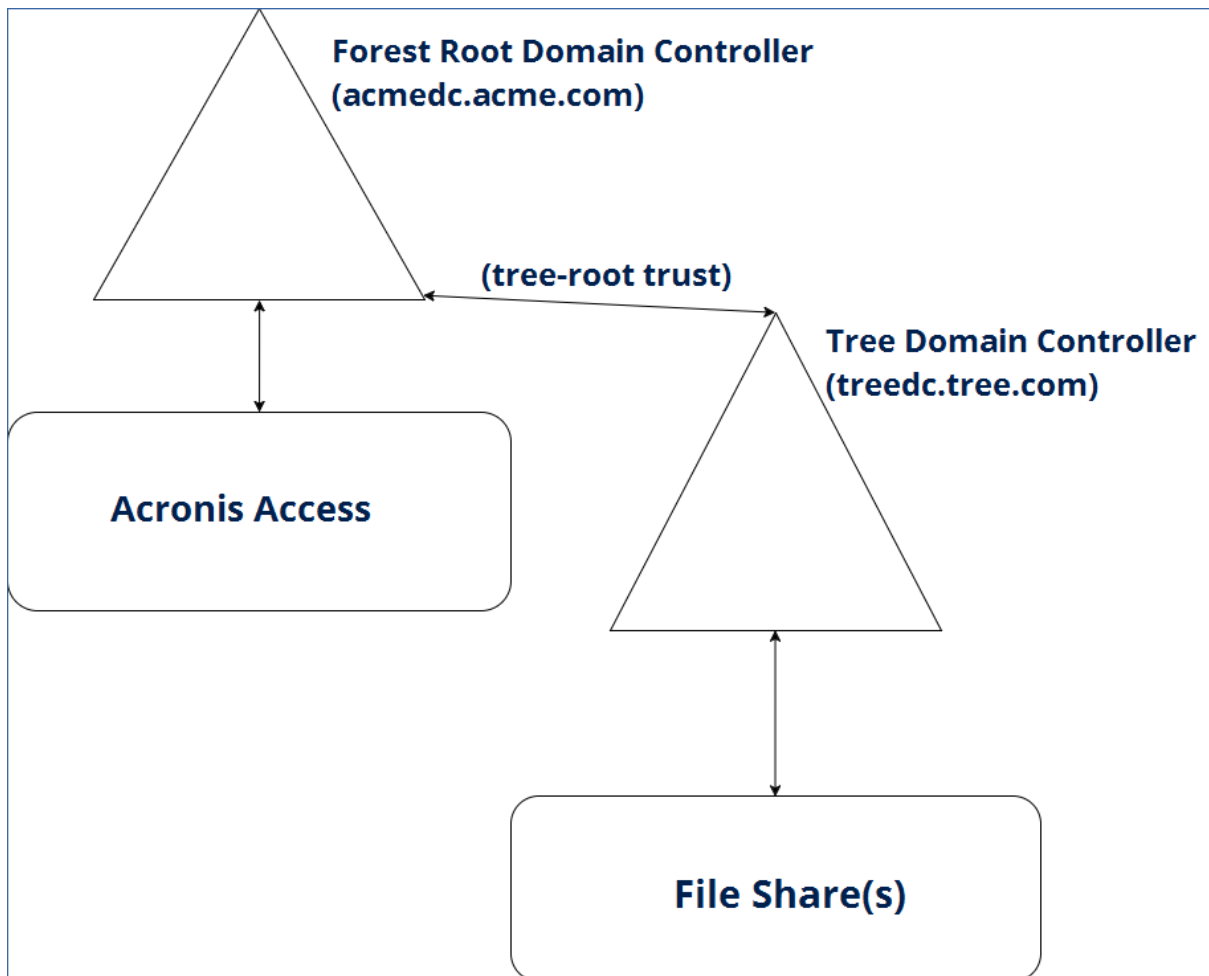 Forest Root Domain Controller
(acmedc.acme.com)
(tree-root trust)
Tree Domain Controller
(treedc.tree.com)
Acronis Access
File Share(s)